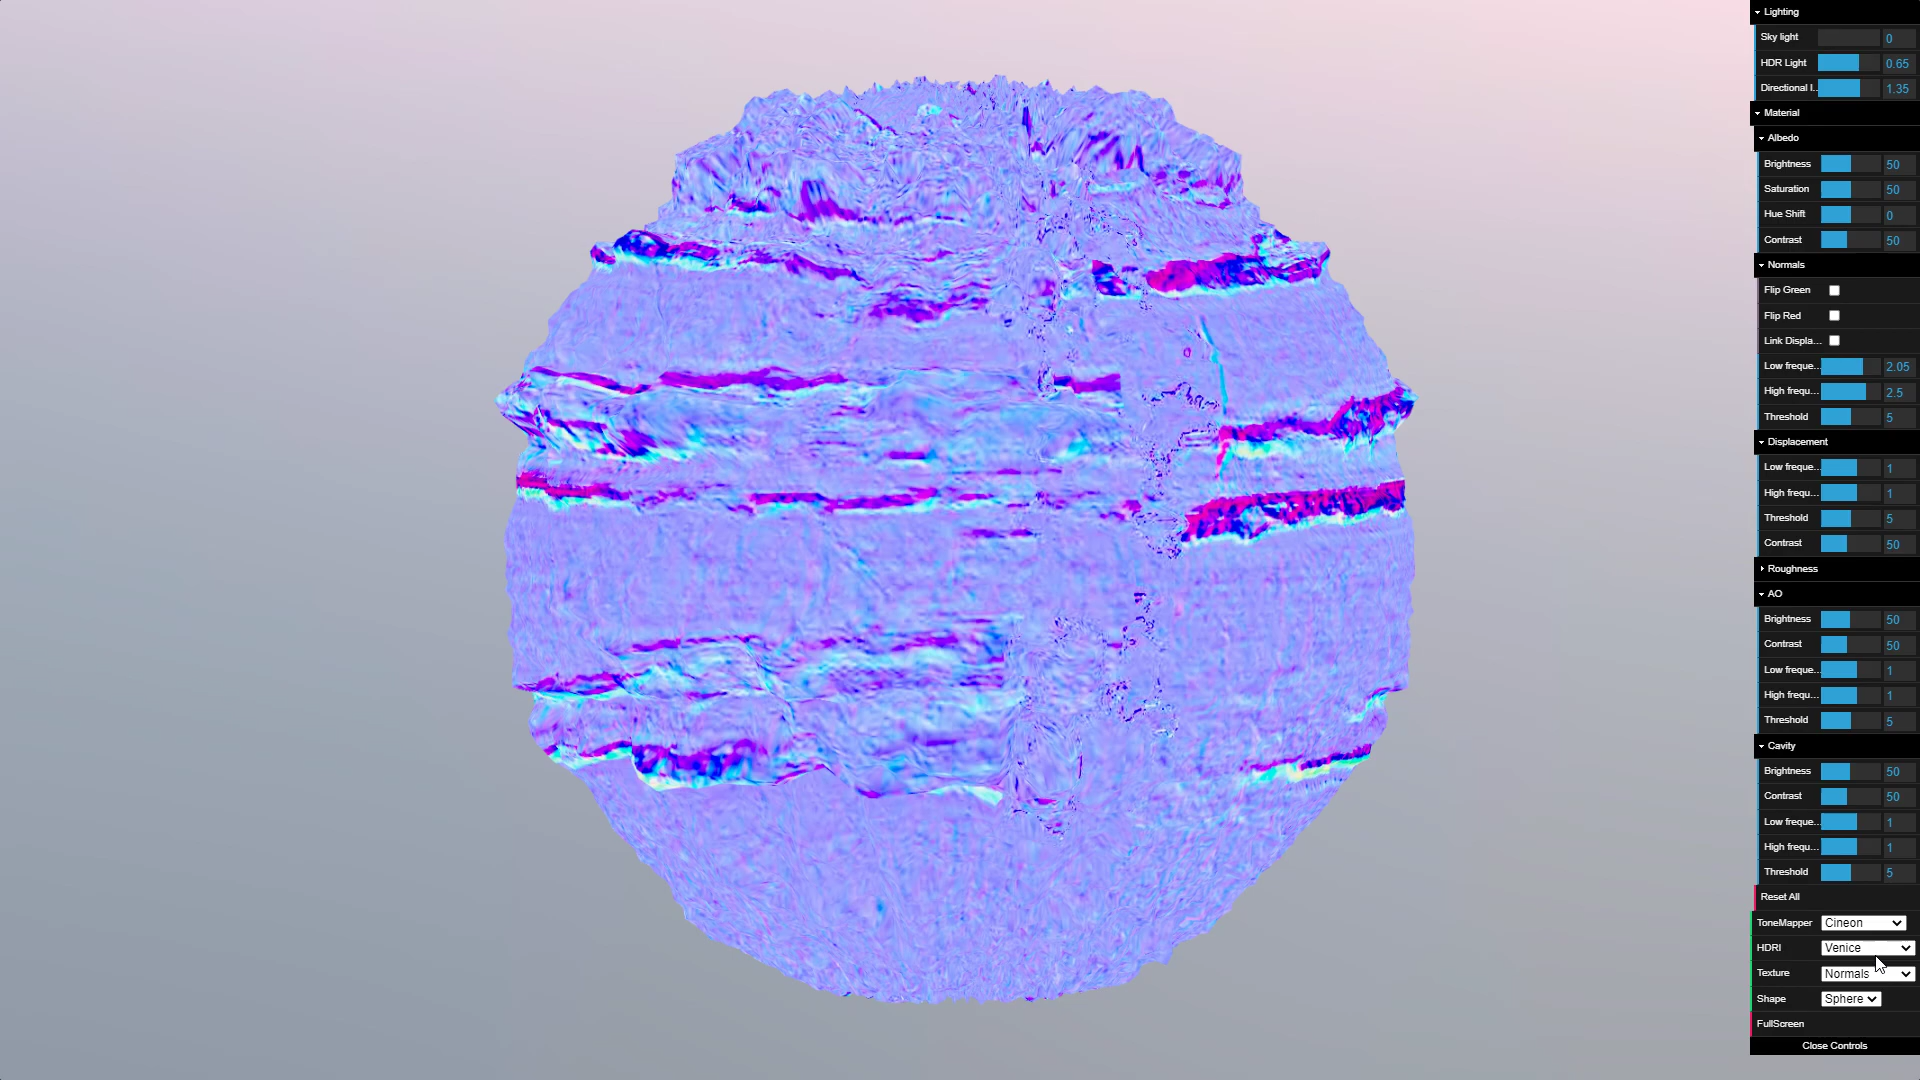 Lighting
Sky light 0
HDR Light 0.65
Directional l... 1.35
Material
Albedo
Brightness 50
Saturation 50
Hue Shift 0
Contrast 50
Normals
Flip Green
Flip Red
Link Displa...
Low freque... 2.05
High frequ... 2.5
Threshold 5
Displacement
Low freque... 1
High frequ... 1
Threshold 5
Contrast 50
Roughness
AO
Brightness 50
Contrast 50
Low freque... 1
High frequ... 1
Threshold 5
Cavity
Brightness 50
Contrast 50
Low freque... 1
High frequ... 1
Threshold 5
Reset All
ToneMapper Cineon
HDRI Venice
Texture Normals
Shape Sphere
FullScreen
Close Controls